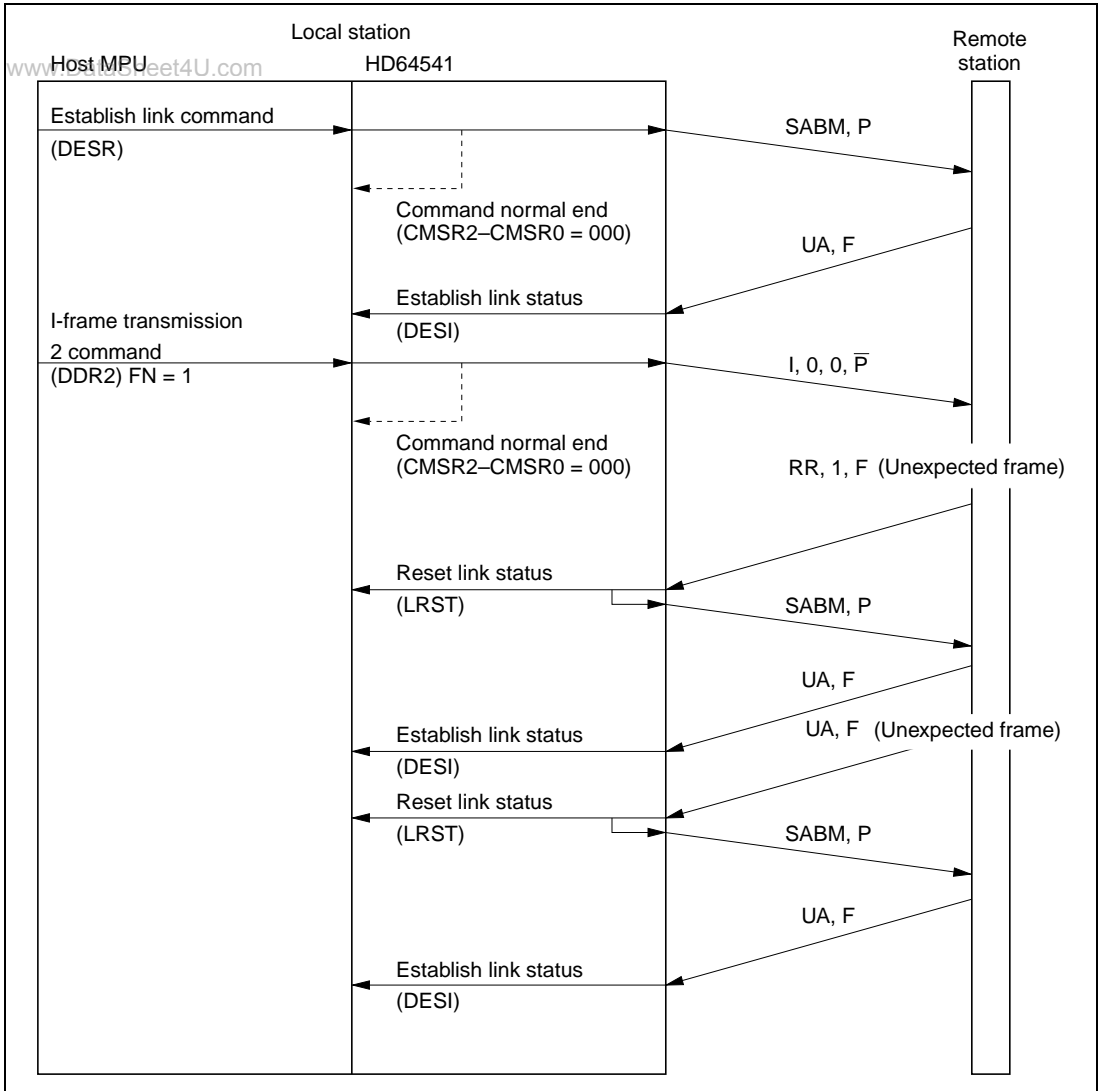 Local station
Remote
station
www.DataSheet4U.com
Host MPU
HD64541
Establish link command
(DESR)
SABM, P
Command normal end
(CMSR2–CMSR0 = 000)
UA, F
Establish link status
(DESI)
I-frame transmission
2 command
(DDR2) FN = 1
I, 0, 0, P̅
Command normal end
(CMSR2–CMSR0 = 000)
RR, 1, F (Unexpected frame)
Reset link status
(LRST)
SABM, P
UA, F
UA, F (Unexpected frame)
Establish link status
(DESI)
Reset link status
(LRST)
SABM, P
UA, F
Establish link status
(DESI)